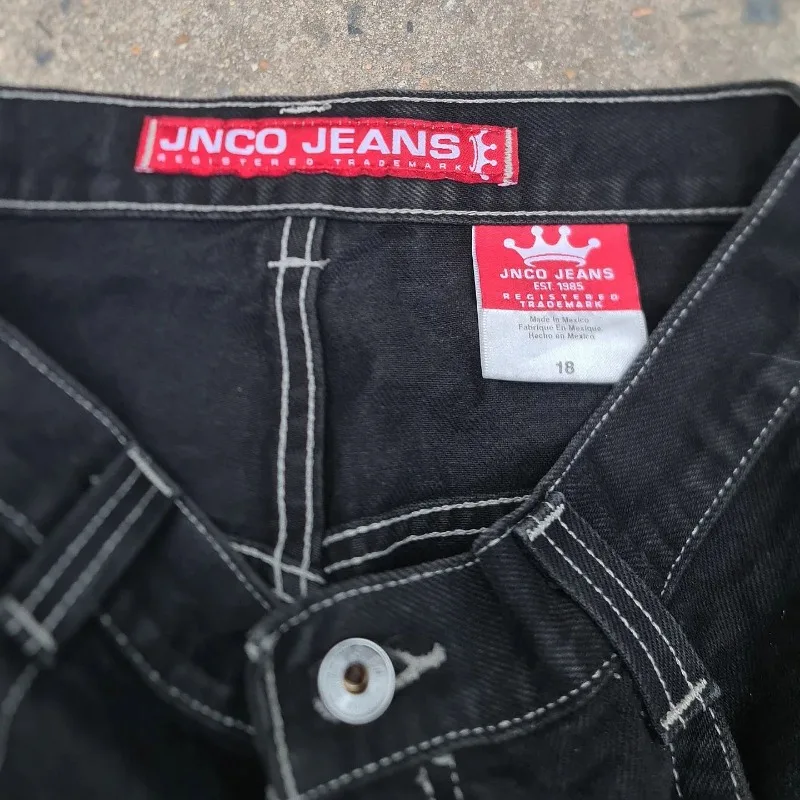 JNCO JEANS
REGISTERED TRADEMARK
JNCO JEANS
EST. 1985
REGISTERED
TRADEMARK
Made in Mexico
Fabriqué En Mexique
Hecho en Mexico
18